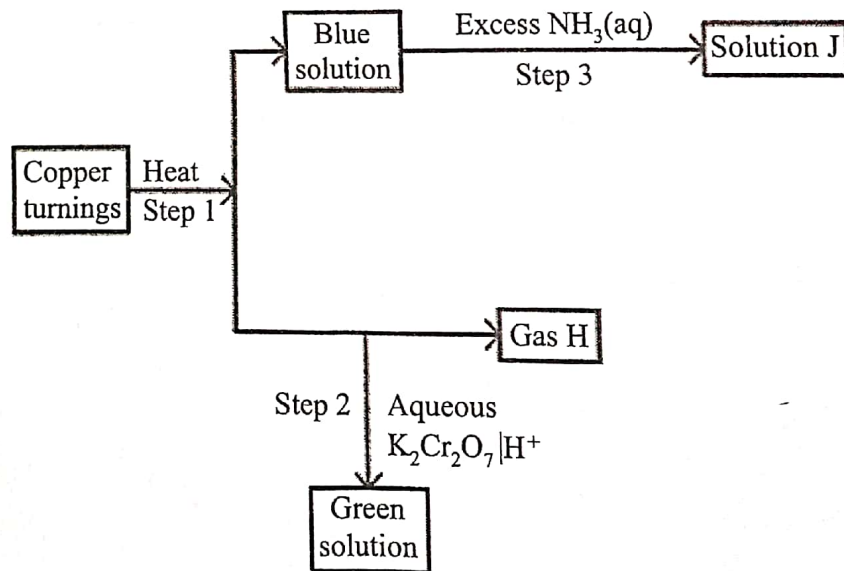 Blue
solution
Excess NH₃(aq)
Step 3
Solution J
Copper
turnings
Heat
Step 1
Gas H
Step 2
Aqueous
K₂Cr₂O₇|H⁺
Green
solution